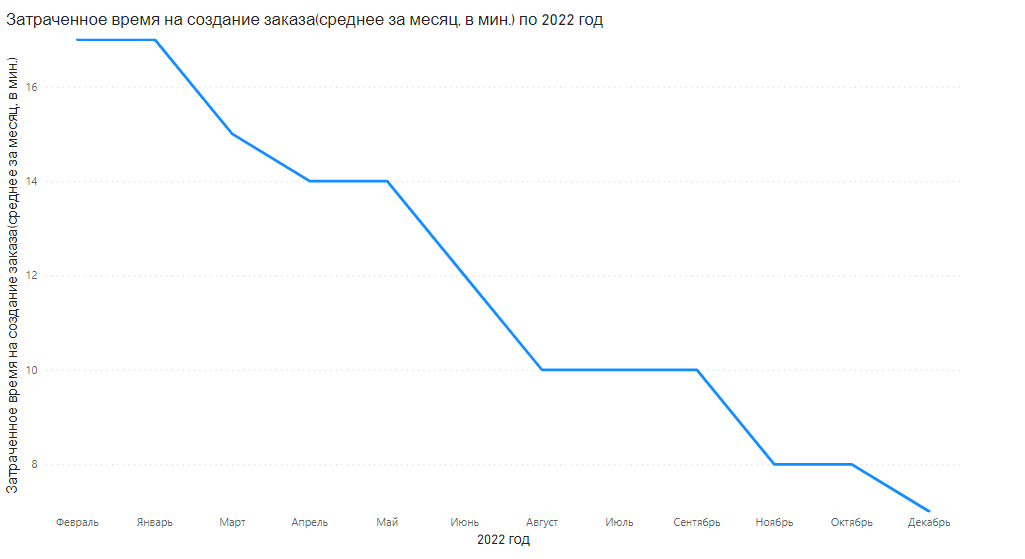 Затраченное время на создание заказа(среднее за месяц, в мин.) по 2022 год
Затраченное время на создание заказа(среднее за месяц, в мин.)
16
14
12
10
8
Февраль Январь Март Апрель Май Июнь Август Июль Сентябрь Ноябрь Октябрь Декабрь
2022 год